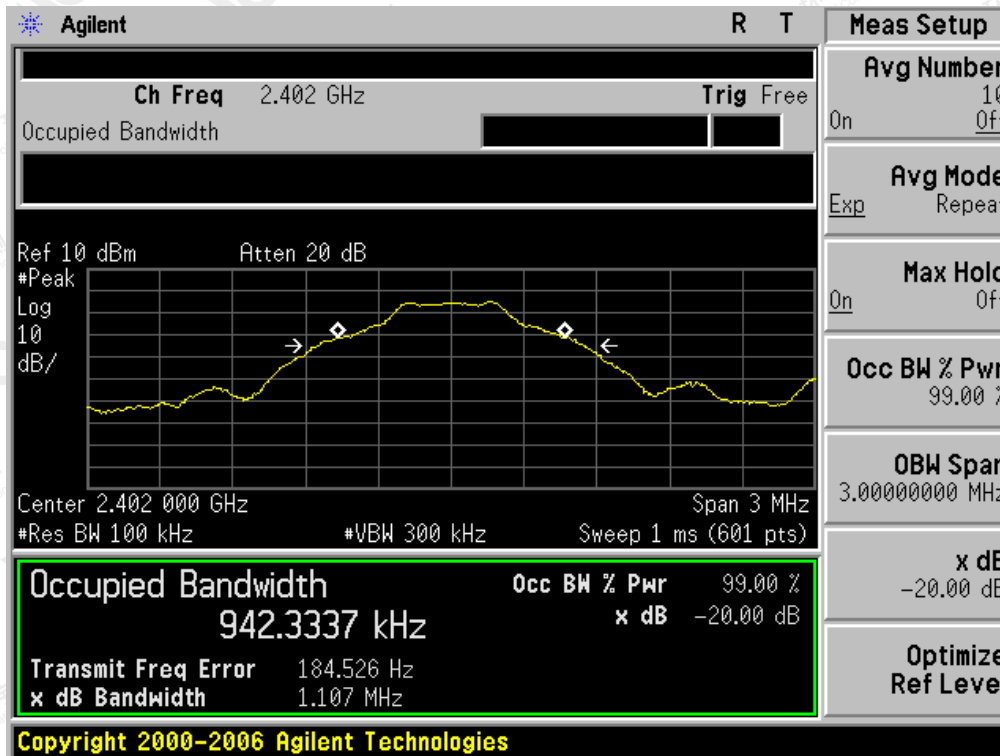 Agilent R T
Meas Setup
Ch Freq 2.402 GHz Trig Free
Occupied Bandwidth
Ref 10 dBm Atten 20 dB
#Peak
Log
10
dB/
Center 2.402 000 GHz Span 3 MHz
#Res BW 100 kHz #VBW 300 kHz Sweep 1 ms (601 pts)
Occupied Bandwidth Occ BW % Pwr 99.00 %
942.3337 kHz x dB -20.00 dB
Transmit Freq Error 184.526 Hz
x dB Bandwidth 1.107 MHz
Avg Number
10
On Off
Avg Mode
Exp Repeat
Max Hold
On Off
Occ BW % Pwr
99.00 %
OBW Span
3.00000000 MHz
x dB
-20.00 dB
Optimize
Ref Level
Copyright 2000-2006 Agilent Technologies